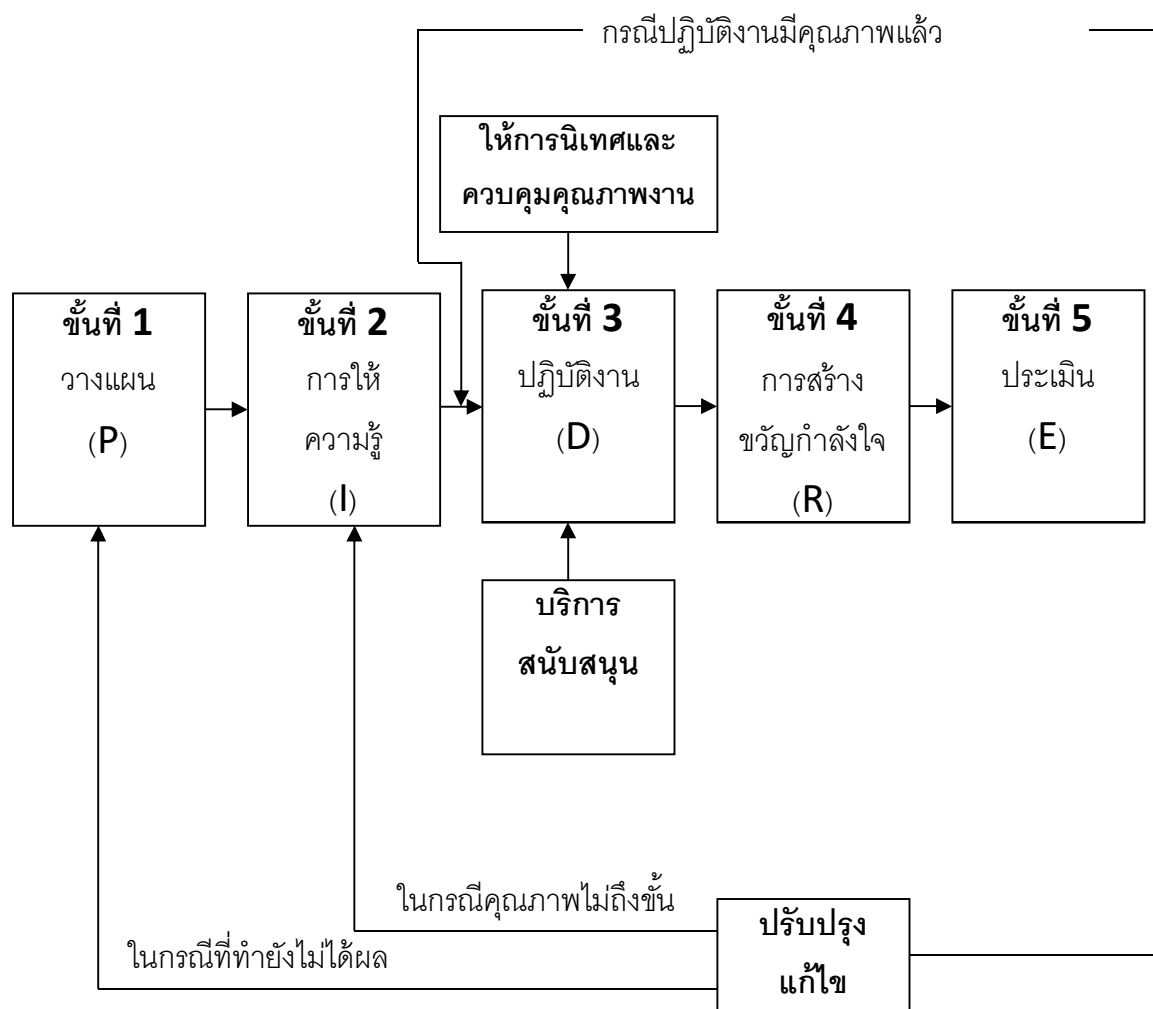 กรณีปฏิบัติงานมีคุณภาพแล้ว
ให้การนิเทศและ
ควบคุมคุณภาพงาน
ขั้นที่ 1
วางแผน
(P)
ขั้นที่ 2
การให้
ความรู้
(I)
ขั้นที่ 3
ปฏิบัติงาน
(D)
ขั้นที่ 4
การสร้าง
ขวัญกำลังใจ
(R)
ขั้นที่ 5
ประเมิน
(E)
บริการ
สนับสนุน
ในกรณีคุณภาพไม่ถึงขั้น
ในกรณีที่ทำยังไม่ได้ผล
ปรับปรุง
แก้ไข